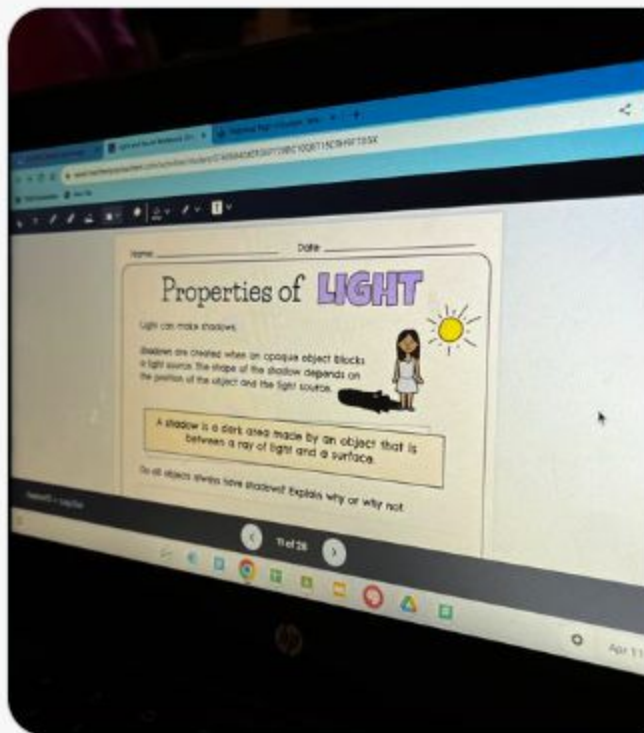 Name:
Date:
Properties of LIGHT
Light can make shadows.
Shadows are created when an opaque object blocks
a light source. The shape of the shadow depends on
the position of the object and the light source.
A shadow is a dark area made by an object that is
between a ray of light and a surface.
Do all objects always have shadows? Explain why or why not.
11 of 28
hp
Apr 11